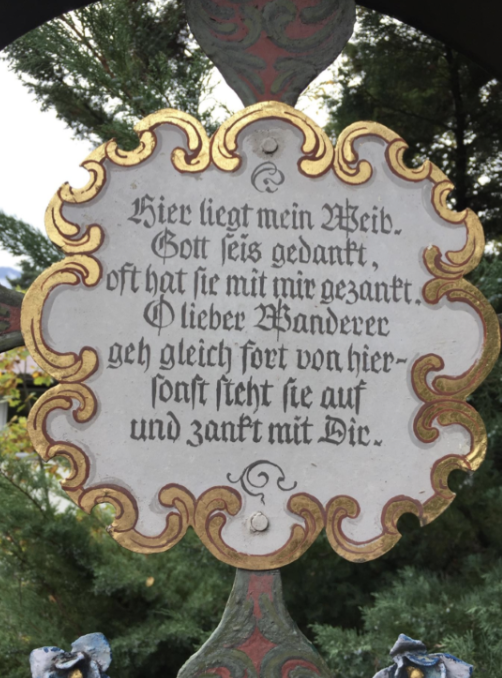 Hier liegt mein Weib.
Gott seis gedankt,
oft hat sie mit mir gezankt.
O lieber Wanderer
geh gleich fort von hier-
sonst steht sie auf
und zankt mit Dir.